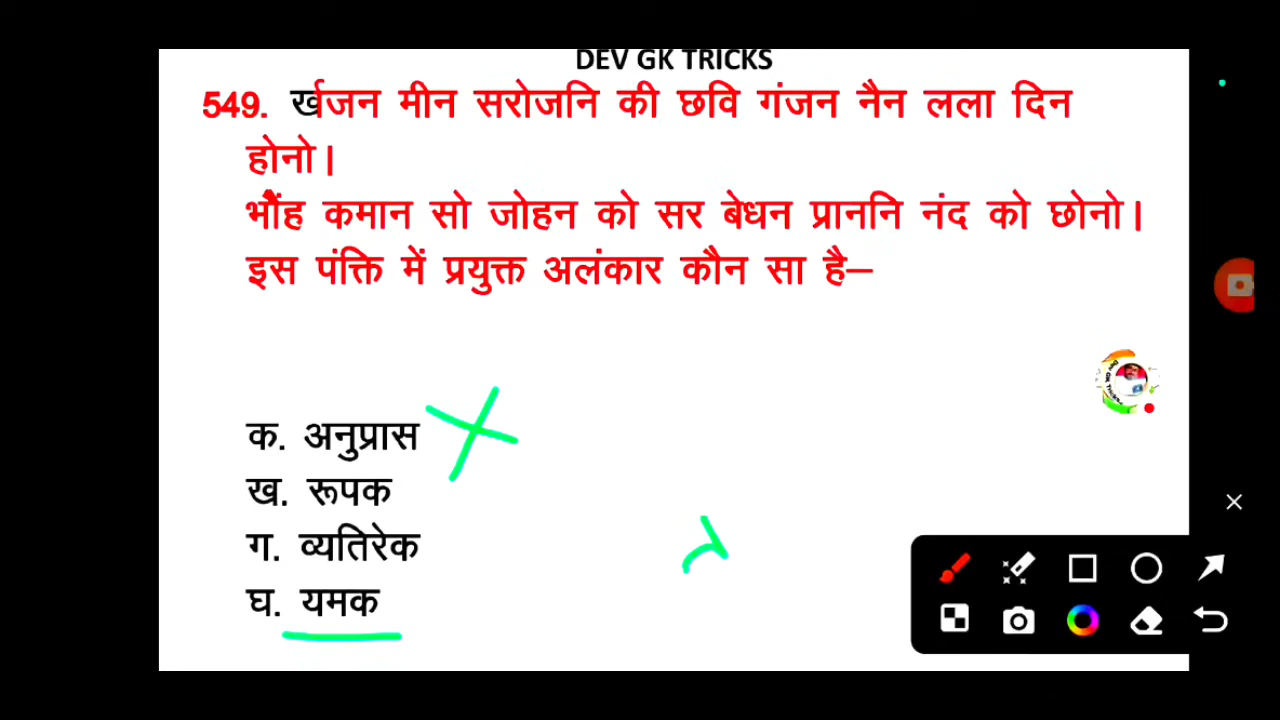 DEV GK TRICKS
549. र्खजन मीन सरोजनि की छवि गंजन नैन लला दिन
होनो।
भौंह कमान सो जोहन को सर बेधन प्राननि नंद को छोनो।
इस पंक्ति में प्रयुक्त अलंकार कौन सा है–
क. अनुप्रास
ख. रूपक
ग. व्यतिरेक
घ. यमक